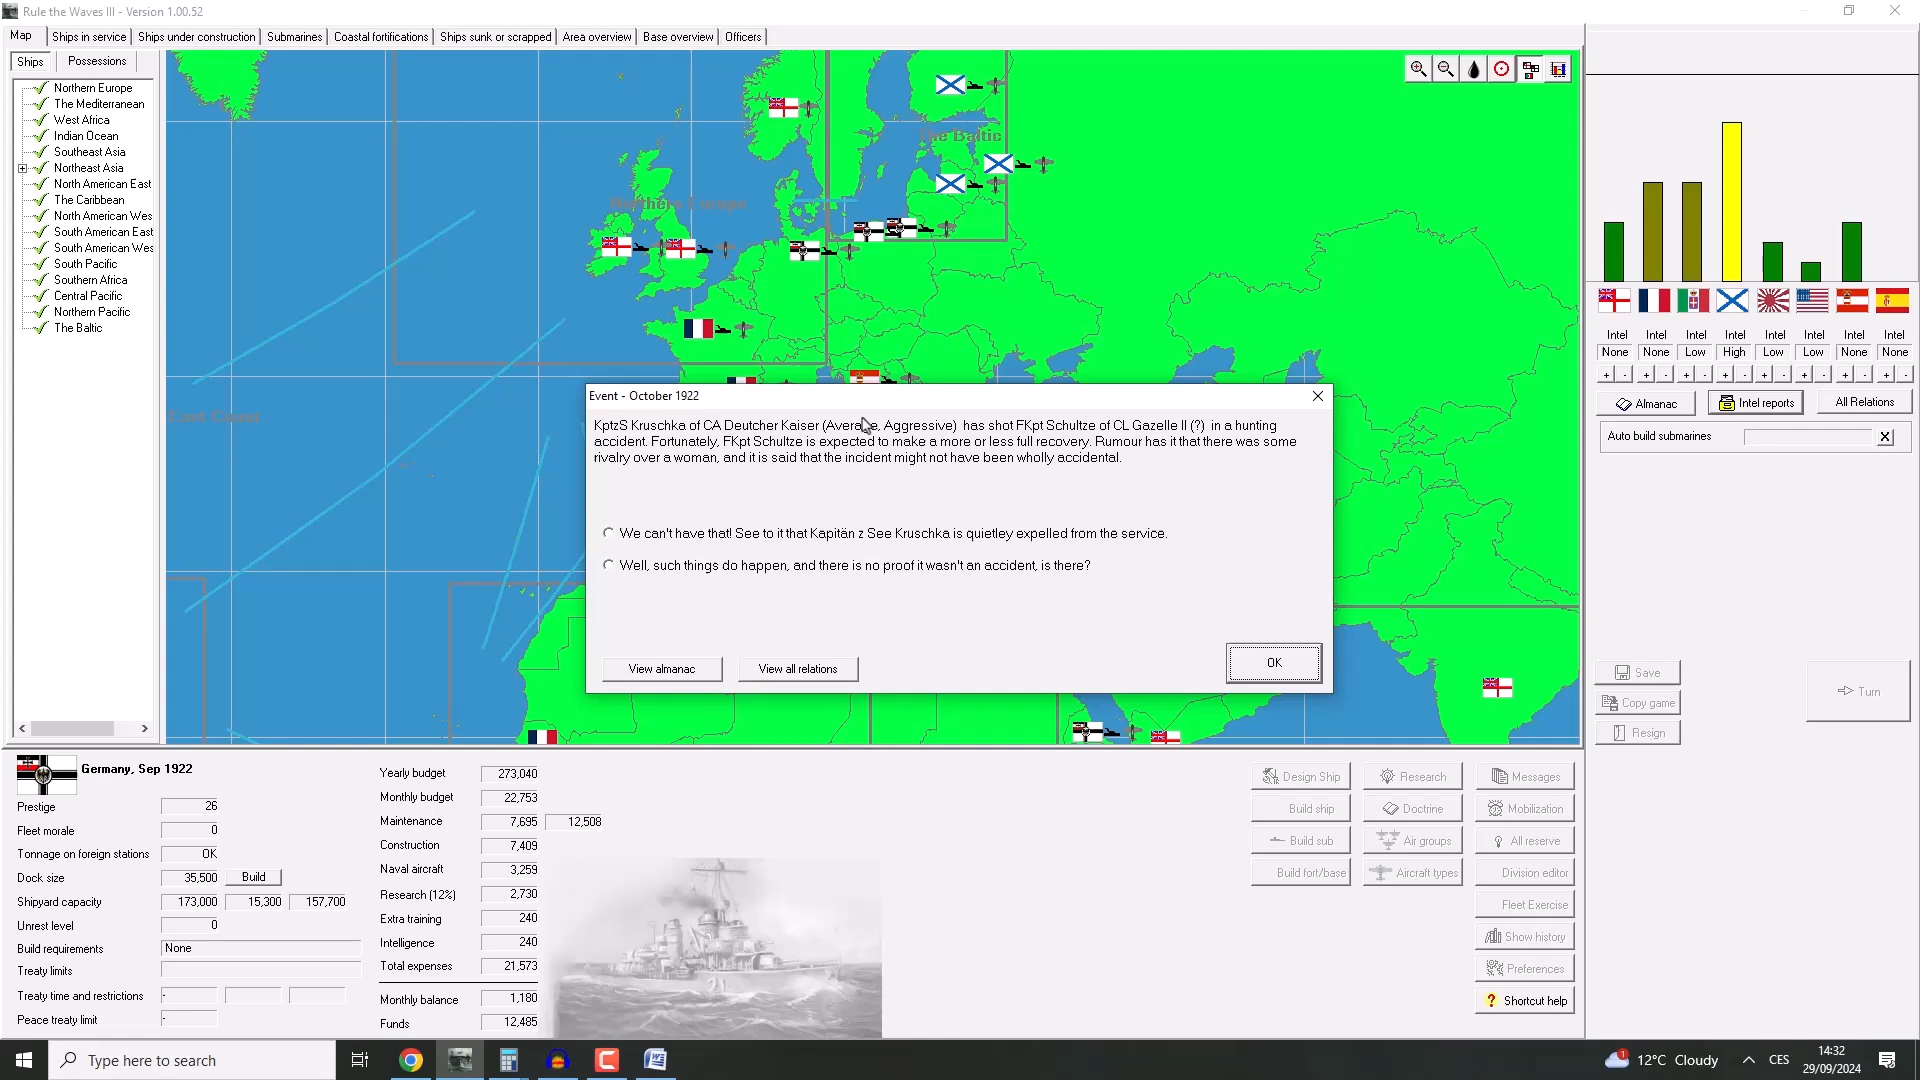 Rule the Waves III - Version 1.00.52
Map
Ships in service
Ships under construction
Submarines
Coastal fortifications
Ships sunk or scrapped
Area overview
Base overview
Officers
Ships
Possessions
Northern Europe
The Mediterranean
West Africa
Indian Ocean
Southeast Asia
Northeast Asia
North American East
The Caribbean
North American Wes
South American East
South American Wes
South Pacific
Southern Africa
Central Pacific
Northern Pacific
The Baltic
The Baltic
Northern Europe
East Coast
Event - October 1922
KptzS Kruschka of CA Deutcher Kaiser (Average, Aggressive)  has shot FKpt Schultze of CL Gazelle II (?)  in a hunting
accident. Fortunately, FKpt Schultze is expected to make a more or less full recovery. Rumour has it that there was some
rivalry over a woman, and it is said that the incident might not have been wholly accidental.
We can't have that! See to it that Kapitän z See Kruschka is quietley expelled from the service.
Well, such things do happen, and there is no proof it wasn't an accident, is there?
View almanac
View all relations
OK
Intel Intel Intel Intel Intel Intel Intel Intel
None None Low High Low Low None None
+ - + - + - + - + - + - + - + -
Almanac
Intel reports
All Relations
Auto build submarines
X
Save
Copy game
Resign
Turn
Germany, Sep 1922
Prestige 26
Fleet morale 0
Tonnage on foreign stations OK
Dock size 35,500 Build
Shipyard capacity 173,000 15,300 157,700
Unrest level 0
Build requirements None
Treaty limits
Treaty time and restrictions -
Peace treaty limit -
Yearly budget 273,040
Monthly budget 22,753
Maintenance 7,695 12,508
Construction 7,409
Naval aircraft 3,259
Research (12%) 2,730
Extra training 240
Intelligence 240
Total expenses 21,573
Monthly balance 1,180
Funds 12,485
Design Ship
Research
Messages
Build ship
Doctrine
Mobilization
Build sub
Air groups
All reserve
Build fort/base
Aircraft types
Division editor
Fleet Exercise
Show history
Preferences
? Shortcut help
Type here to search
1
12°C Cloudy
CES
14:32
29/09/2024